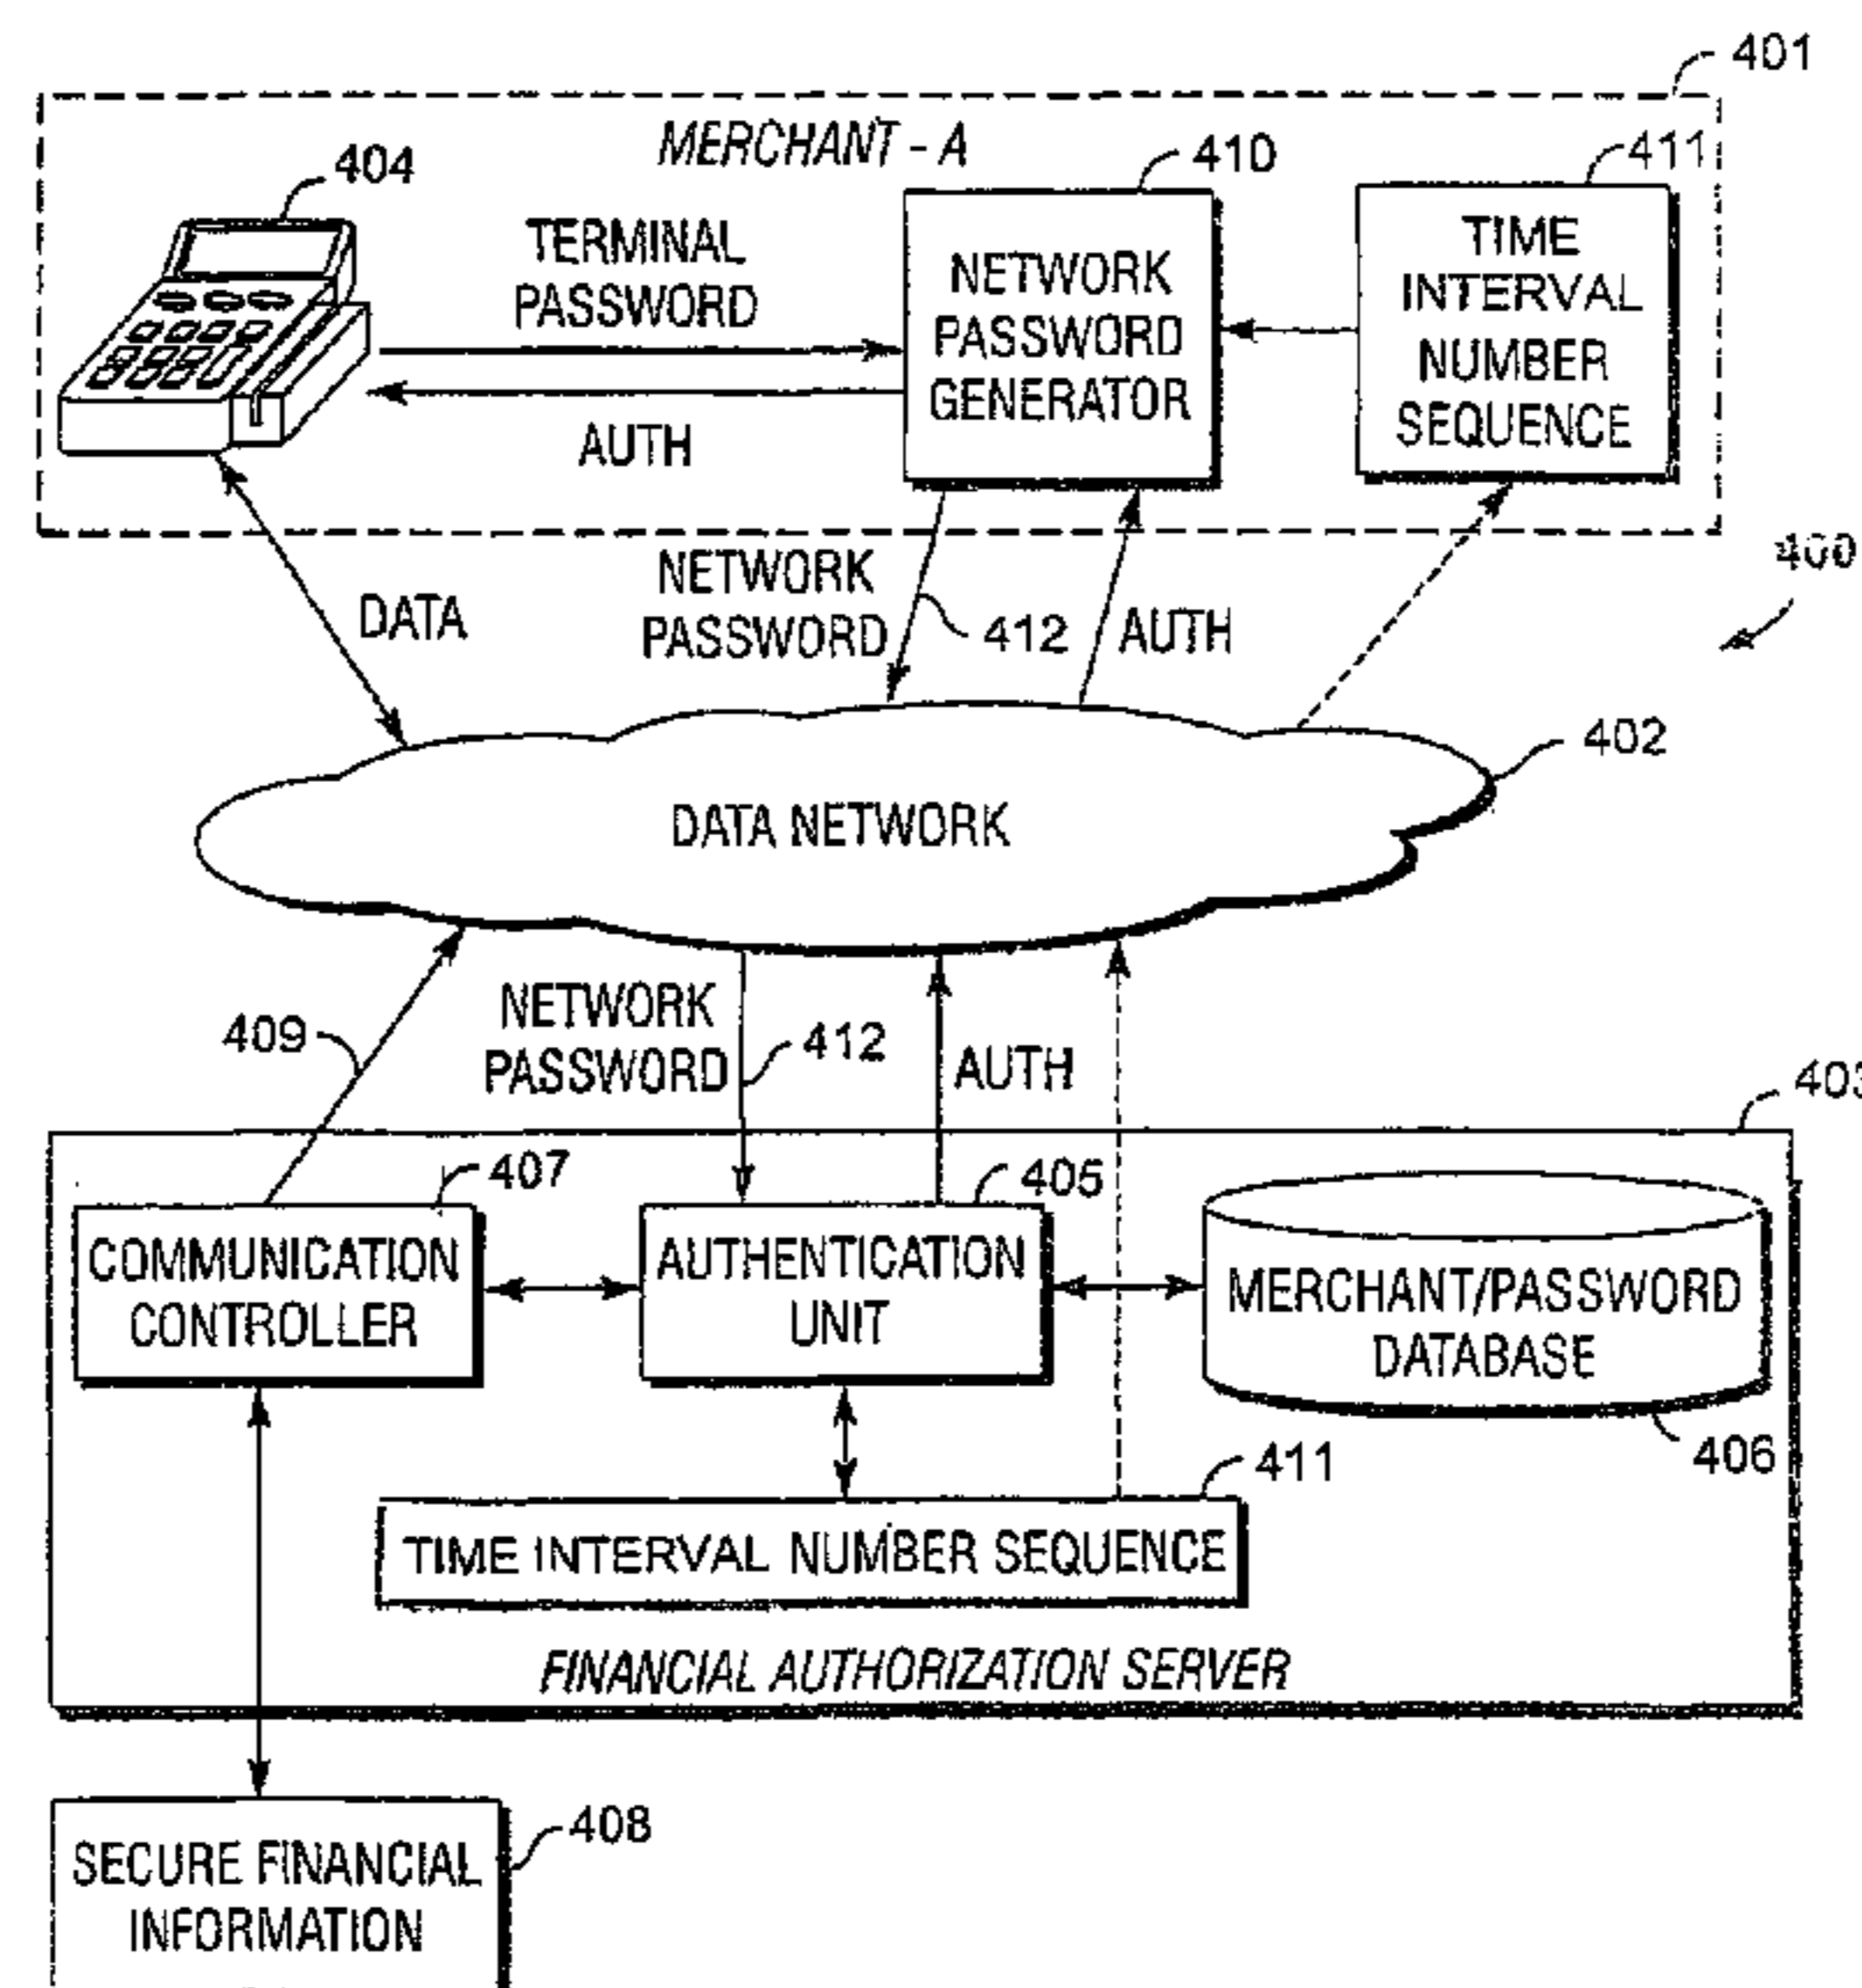 401
MERCHANT - A
404
410
411
TERMINAL
PASSWORD
AUTH
NETWORK
PASSWORD
GENERATOR
TIME
INTERVAL
NUMBER
SEQUENCE
400
DATA
NETWORK
PASSWORD
412
AUTH
402
DATA NETWORK
409
NETWORK
PASSWORD
412
AUTH
403
407
405
COMMUNICATION
CONTROLLER
AUTHENTICATION
UNIT
MERCHANT/PASSWORD
DATABASE
406
411
TIME INTERVAL NUMBER SEQUENCE
FINANCIAL AUTHORIZATION SERVER
408
SECURE FINANCIAL
INFORMATION